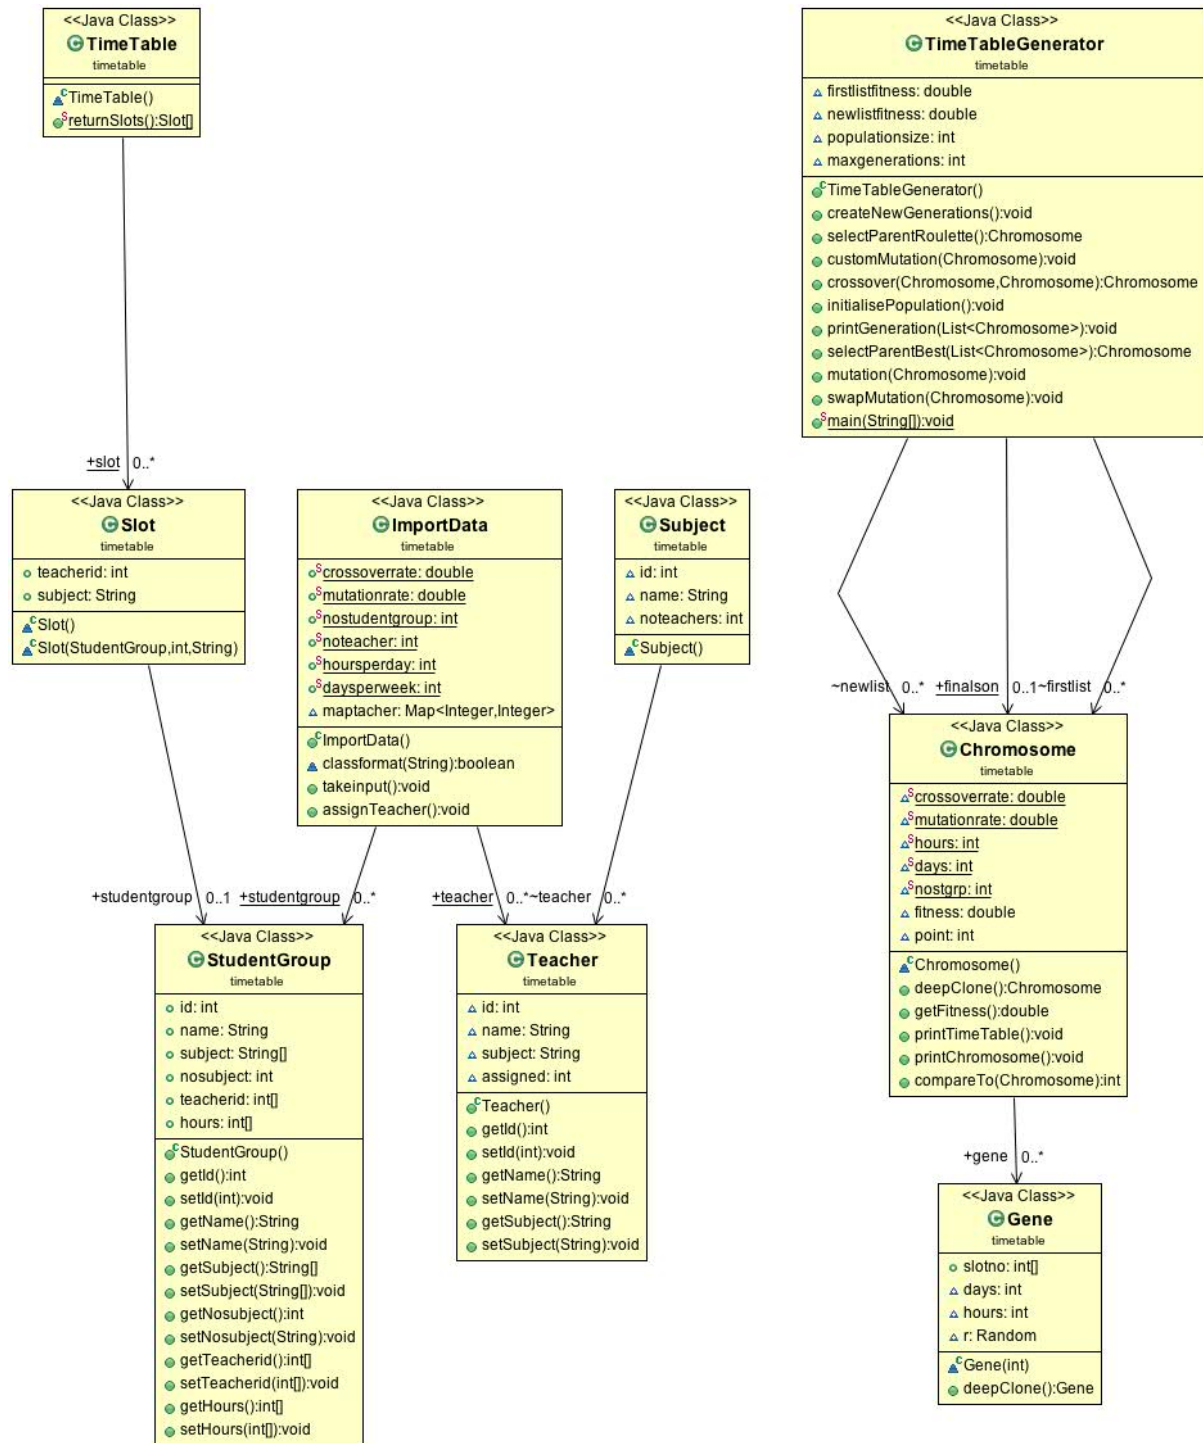 <<Java Class>>
TimeTable
timetable
TimeTable()
returnSlots():Slot[]
<<Java Class>>
TimeTableGenerator
timetable
firstlistfitness: double
newlistfitness: double
populationsize: int
maxgenerations: int
TimeTableGenerator()
createNewGenerations():void
selectParentRoulette():Chromosome
customMutation(Chromosome):void
crossover(Chromosome,Chromosome):Chromosome
initialisePopulation():void
printGeneration(List<Chromosome>):void
selectParentBest(List<Chromosome>):Chromosome
mutation(Chromosome):void
swapMutation(Chromosome):void
main(String[]):void
+slot 0..*
<<Java Class>>
Slot
timetable
teacherid: int
subject: String
Slot()
Slot(StudentGroup,int,String)
<<Java Class>>
ImportData
timetable
crossoverrate: double
mutationrate: double
nostudentgroup: int
noteacher: int
hoursperday: int
daysperweek: int
maptacher: Map<Integer,Integer>
ImportData()
classformat(String):boolean
takeinput():void
assignTeacher():void
<<Java Class>>
Subject
timetable
id: int
name: String
noteachers: int
Subject()
~newlist 0..* +finalson 0..1 ~firstlist 0..*
<<Java Class>>
Chromosome
timetable
crossoverrate: double
mutationrate: double
hours: int
days: int
nostgrp: int
fitness: double
point: int
Chromosome()
deepClone():Chromosome
getFitness():double
printTimeTable():void
printChromosome():void
compareTo(Chromosome):int
+studentgroup 0..1 +studentgroup 0..* +teacher 0..* ~teacher 0..*
<<Java Class>>
StudentGroup
timetable
id: int
name: String
subject: String[]
nosubject: int
teacherid: int[]
hours: int[]
StudentGroup()
getId():int
setId(int):void
getName():String
setName(String):void
getSubject():String[]
setSubject(String[]):void
getNosubject():int
setNosubject(String):void
getTeacherid():int[]
setTeacherid(int[]):void
getHours():int[]
setHours(int[]):void
<<Java Class>>
Teacher
timetable
id: int
name: String
subject: String
assigned: int
Teacher()
getId():int
setId(int):void
getName():String
setName(String):void
getSubject():String
setSubject(String):void
+gene 0..*
<<Java Class>>
Gene
timetable
slotno: int[]
days: int
hours: int
r: Random
Gene(int)
deepClone():Gene